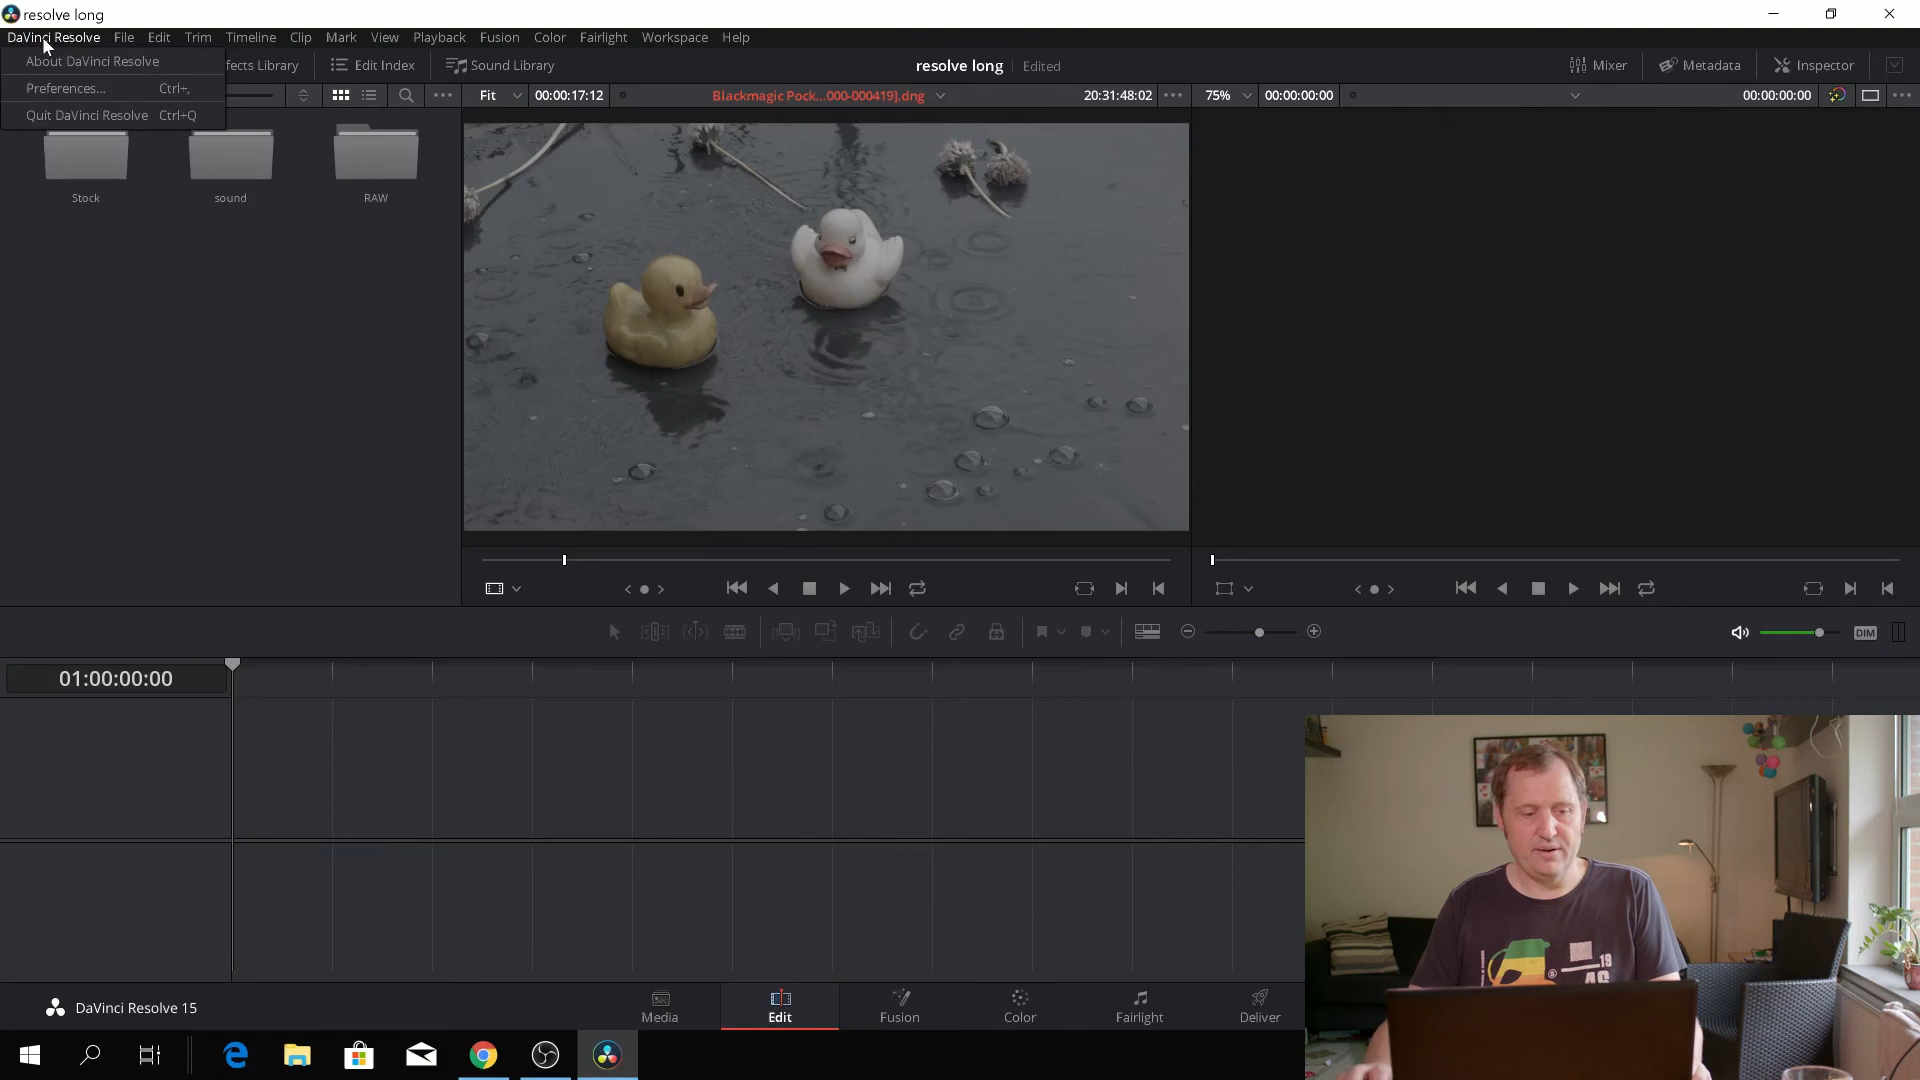 resolve long
DaVinci Resolve File Edit Trim Timeline Clip Mark View Playback Fusion Color Fairlight Workspace Help
About DaVinci Resolve
Preferences... Ctrl+,
Quit DaVinci Resolve Ctrl+Q
fects Library Edit Index Sound Library
resolve long Edited
Mixer Metadata Inspector
Fit 00:00:17:12 Blackmagic Pock...000-000419].dng 20:31:48:02
75% 00:00:00:00 00:00:00:00
Stock sound RAW
DIM
01:00:00:00
19
46
DaVinci Resolve 15
Media Edit Fusion Color Fairlight Deliver